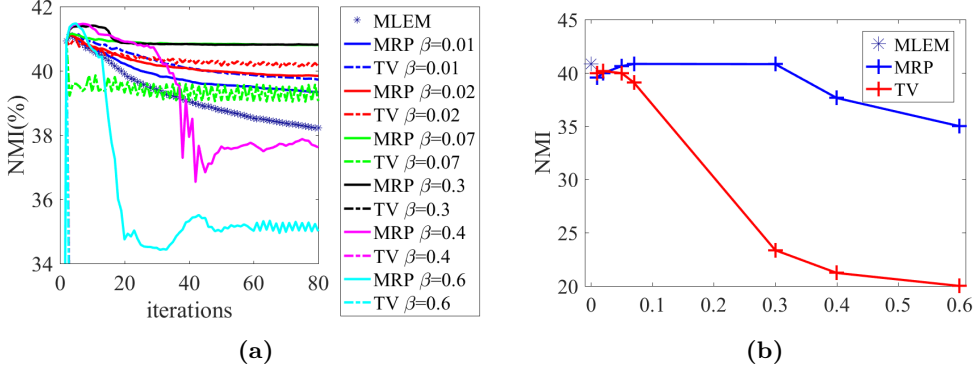 42
40
38
36
34
NMI(%)
0
20
40
60
80
iterations
MLEM
MRP β=0.01
TV β=0.01
MRP β=0.02
TV β=0.02
MRP β=0.07
TV β=0.07
MRP β=0.3
TV β=0.3
MRP β=0.4
TV β=0.4
MRP β=0.6
TV β=0.6
(a)
45
40
35
30
25
20
NMI
0
0.1
0.2
0.3
0.4
0.5
0.6
MLEM
MRP
TV
(b)